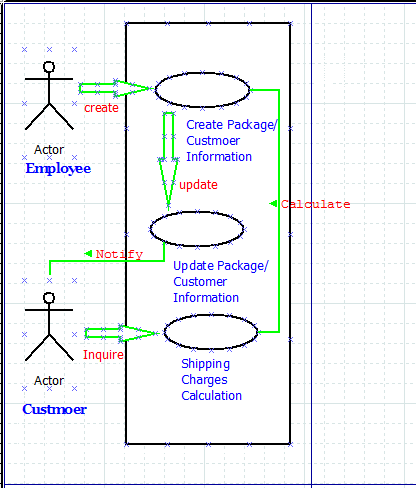 create
Create Package/
Custmoer
Information
Actor
Employee
update
Calculate
Notify
Update Package/
Customer
Information
Inquire
Shipping
Charges
Calculation
Actor
Custmoer